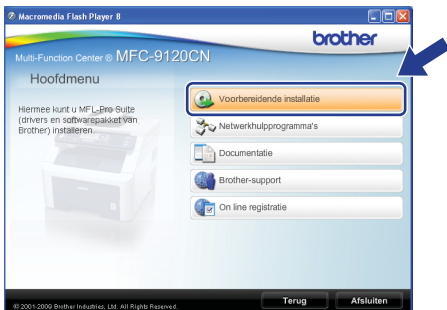 Macromedia Flash Player 8
brother
Multi-Function Center ® MFC-9120CN
Hoofdmenu
Hiermee kunt u MFL-Pro Suite
(drivers en softwarepakket van
Brother) installeren.
Voorbereidende installatie
Netwerkhulpprogramma's
Documentatie
Brother-support
On line registratie
© 2001-2009 Brother Industries, Ltd. All Rights Reserved.
Terug
Afsluiten